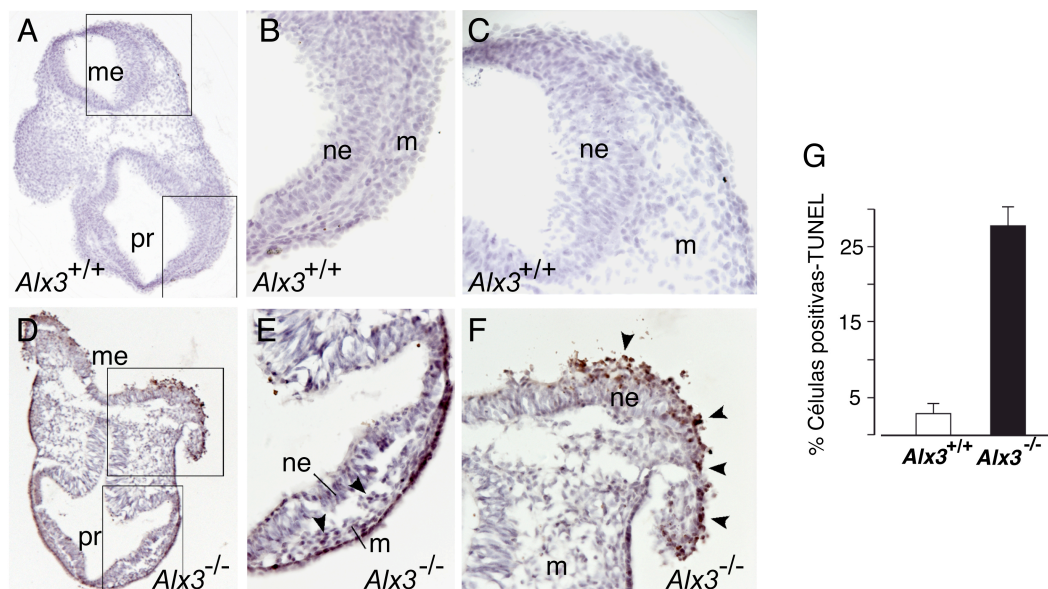 A
me
pr
Alx3+/+
B
ne
m
Alx3+/+
C
ne
m
Alx3+/+
D
me
pr
Alx3-/-
E
ne
m
Alx3-/-
F
ne
m
Alx3-/-
G
% Células positivas-TUNEL
25
15
5
Alx3+/+
Alx3-/-